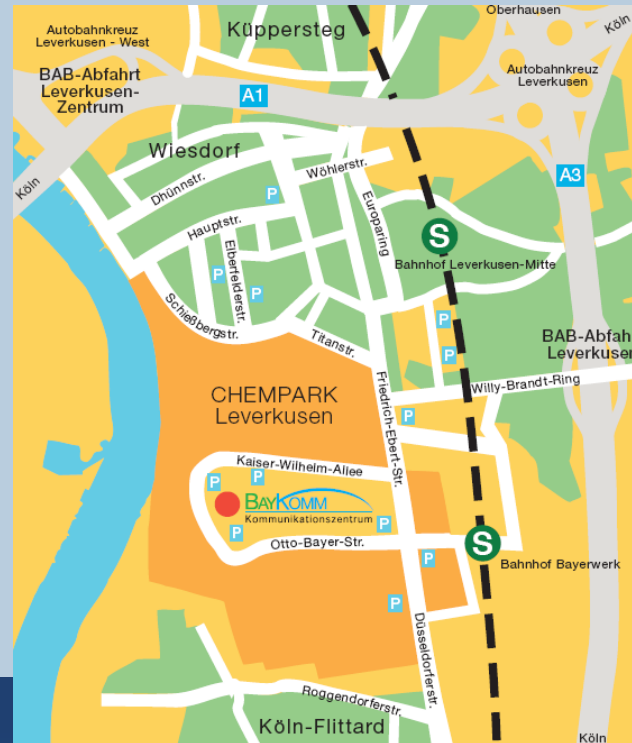 Oberhausen
Köln
Autobahnkreuz
Leverkusen - West
Küppersteg
BAB-Abfahrt
Leverkusen-
Zentrum
Autobahnkreuz
Leverkusen
A1
A3
Köln
Wiesdorf
Wöhlerstr.
Dhünnstr.
P
Europaring
Hauptstr.
Elberfelderstr.
S
Bahnhof Leverkusen-Mitte
P
P
Schießbergstr.
P
Titanstr.
P
BAB-Abfah
Leverkusen
Friedrich-Ebert-Str.
Willy-Brandt-Ring
CHEMPARK
Leverkusen
P
Kaiser-Wilhelm-Allee
P
P
BAYKOMM
Kommunikationszentrum
P
P
Otto-Bayer-Str.
S
P
Bahnhof Bayerwerk
P
Düsseldorferstr.
Roggendorferstr.
Köln-Flittard
Köln